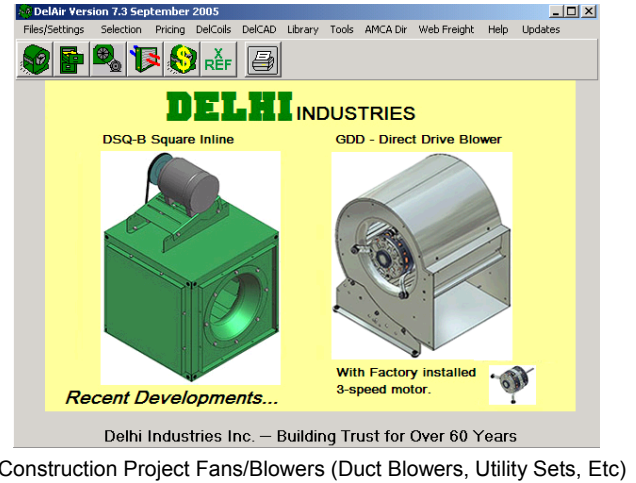 DelAir Version 7.3 September 2005
Files/Settings Selection Pricing DelCoils DelCAD Library Tools AMCA Dir Web Freight Help Updates
X
REF
DELHI INDUSTRIES
DSQ-B Square Inline GDD - Direct Drive Blower
With Factory installed
3-speed motor.
Recent Developments...
Delhi Industries Inc. — Building Trust for Over 60 Years
Construction Project Fans/Blowers (Duct Blowers, Utility Sets, Etc)